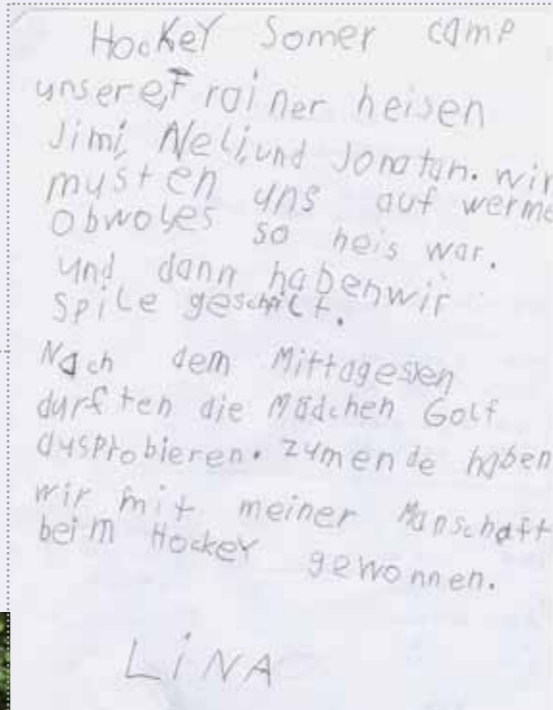 Hockey Somer camp
unsere Trainer heisen
Jimi, Neli, und Jonatan. wir
musten uns auf werme
obwoles so heis war.
und dann habenwir
spile geschpilt.
Nach dem Mittagessen
durften die Mädchen Golf
ausprobieren. zumende haben
wir mit meiner Manschaft
beim Hockey gewonnen.
LiNA